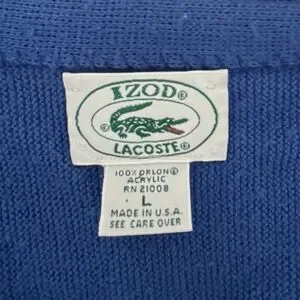 IZOD®
LACOSTE®
100% ORLON®
ACRYLIC
RN 21008
L
MADE IN U.S.A.
SEE CARE OVER